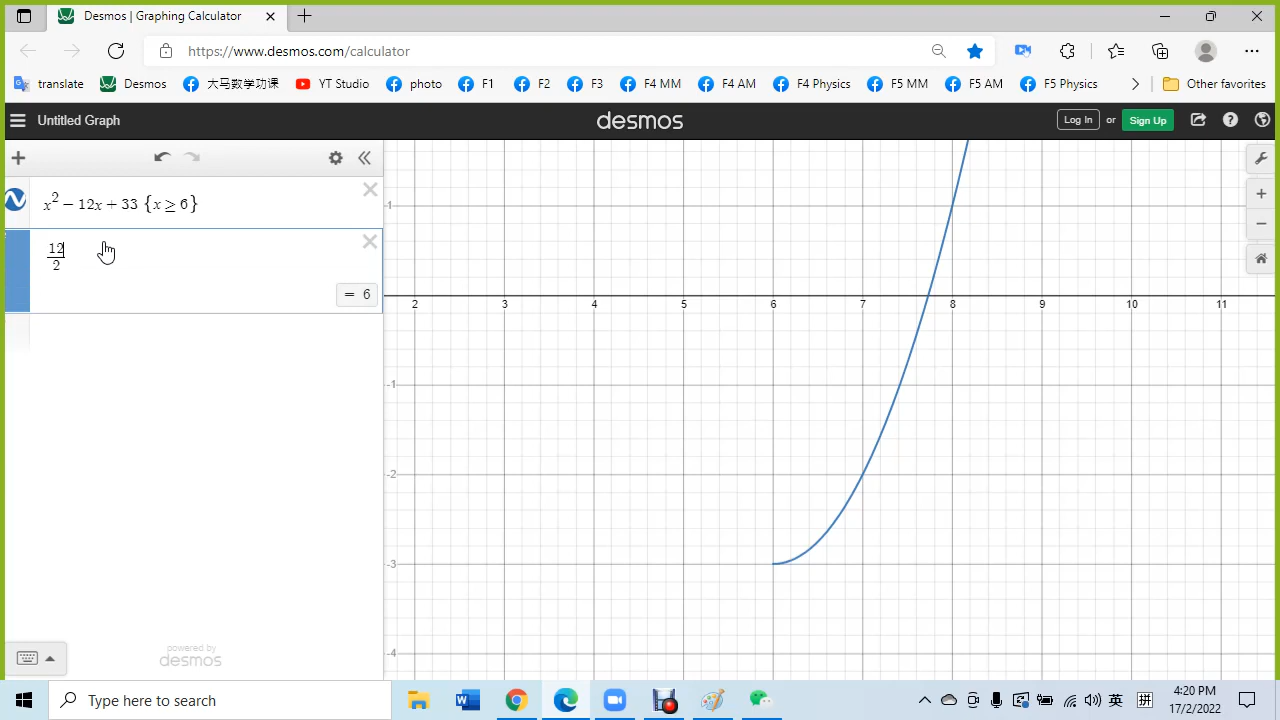 Desmos | Graphing Calculator
https://www.desmos.com/calculator
translate Desmos 大马数学功课 YT Studio photo F1 F2 F3 F4 MM F4 AM F4 Physics F5 MM F5 AM F5 Physics Other favorites
Untitled Graph desmos Log In or Sign Up
x² − 12x + 33 {x ≥ 6}
12
2
= 6
1
2 3 4 5 6 7 8 9 10 11
-1
-2
-3
-4
powered by
desmos
Type here to search
英 拼
4:20 PM
17/2/2022